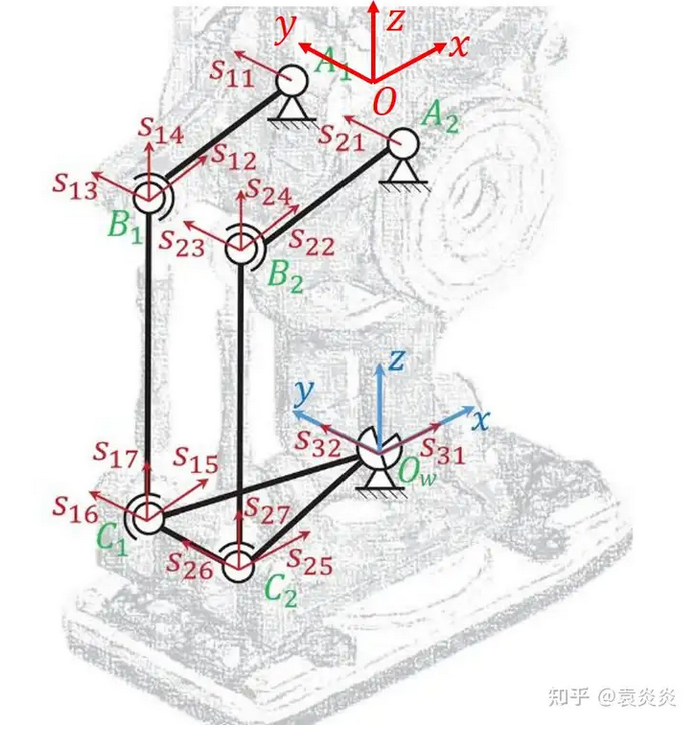 z
y
x
A₁
O
S₁₁
A₂
S₂₁
S₁₄
S₁₂
S₁₃
S₂₄
B₁
S₂₃
S₂₂
B₂
z
y
x
S₃₂
S₃₁
O_w
S₁₇
S₁₅
S₁₆
S₂₇
C₁
S₂₆
S₂₅
C₂
知乎 @袁炎炎